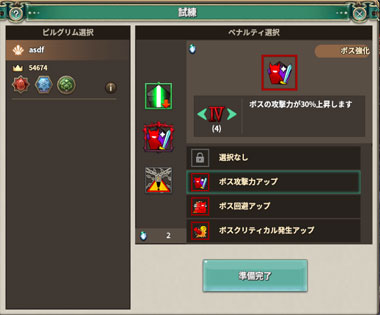 試練
ピルグリム選択
asdf
54674
ペナルティ選択
ボス強化
IV
(4)
ボスの攻撃力が30%上昇します
選択なし
ボス攻撃力アップ
ボス回避アップ
ボスクリティカル発生アップ
2
準備完了